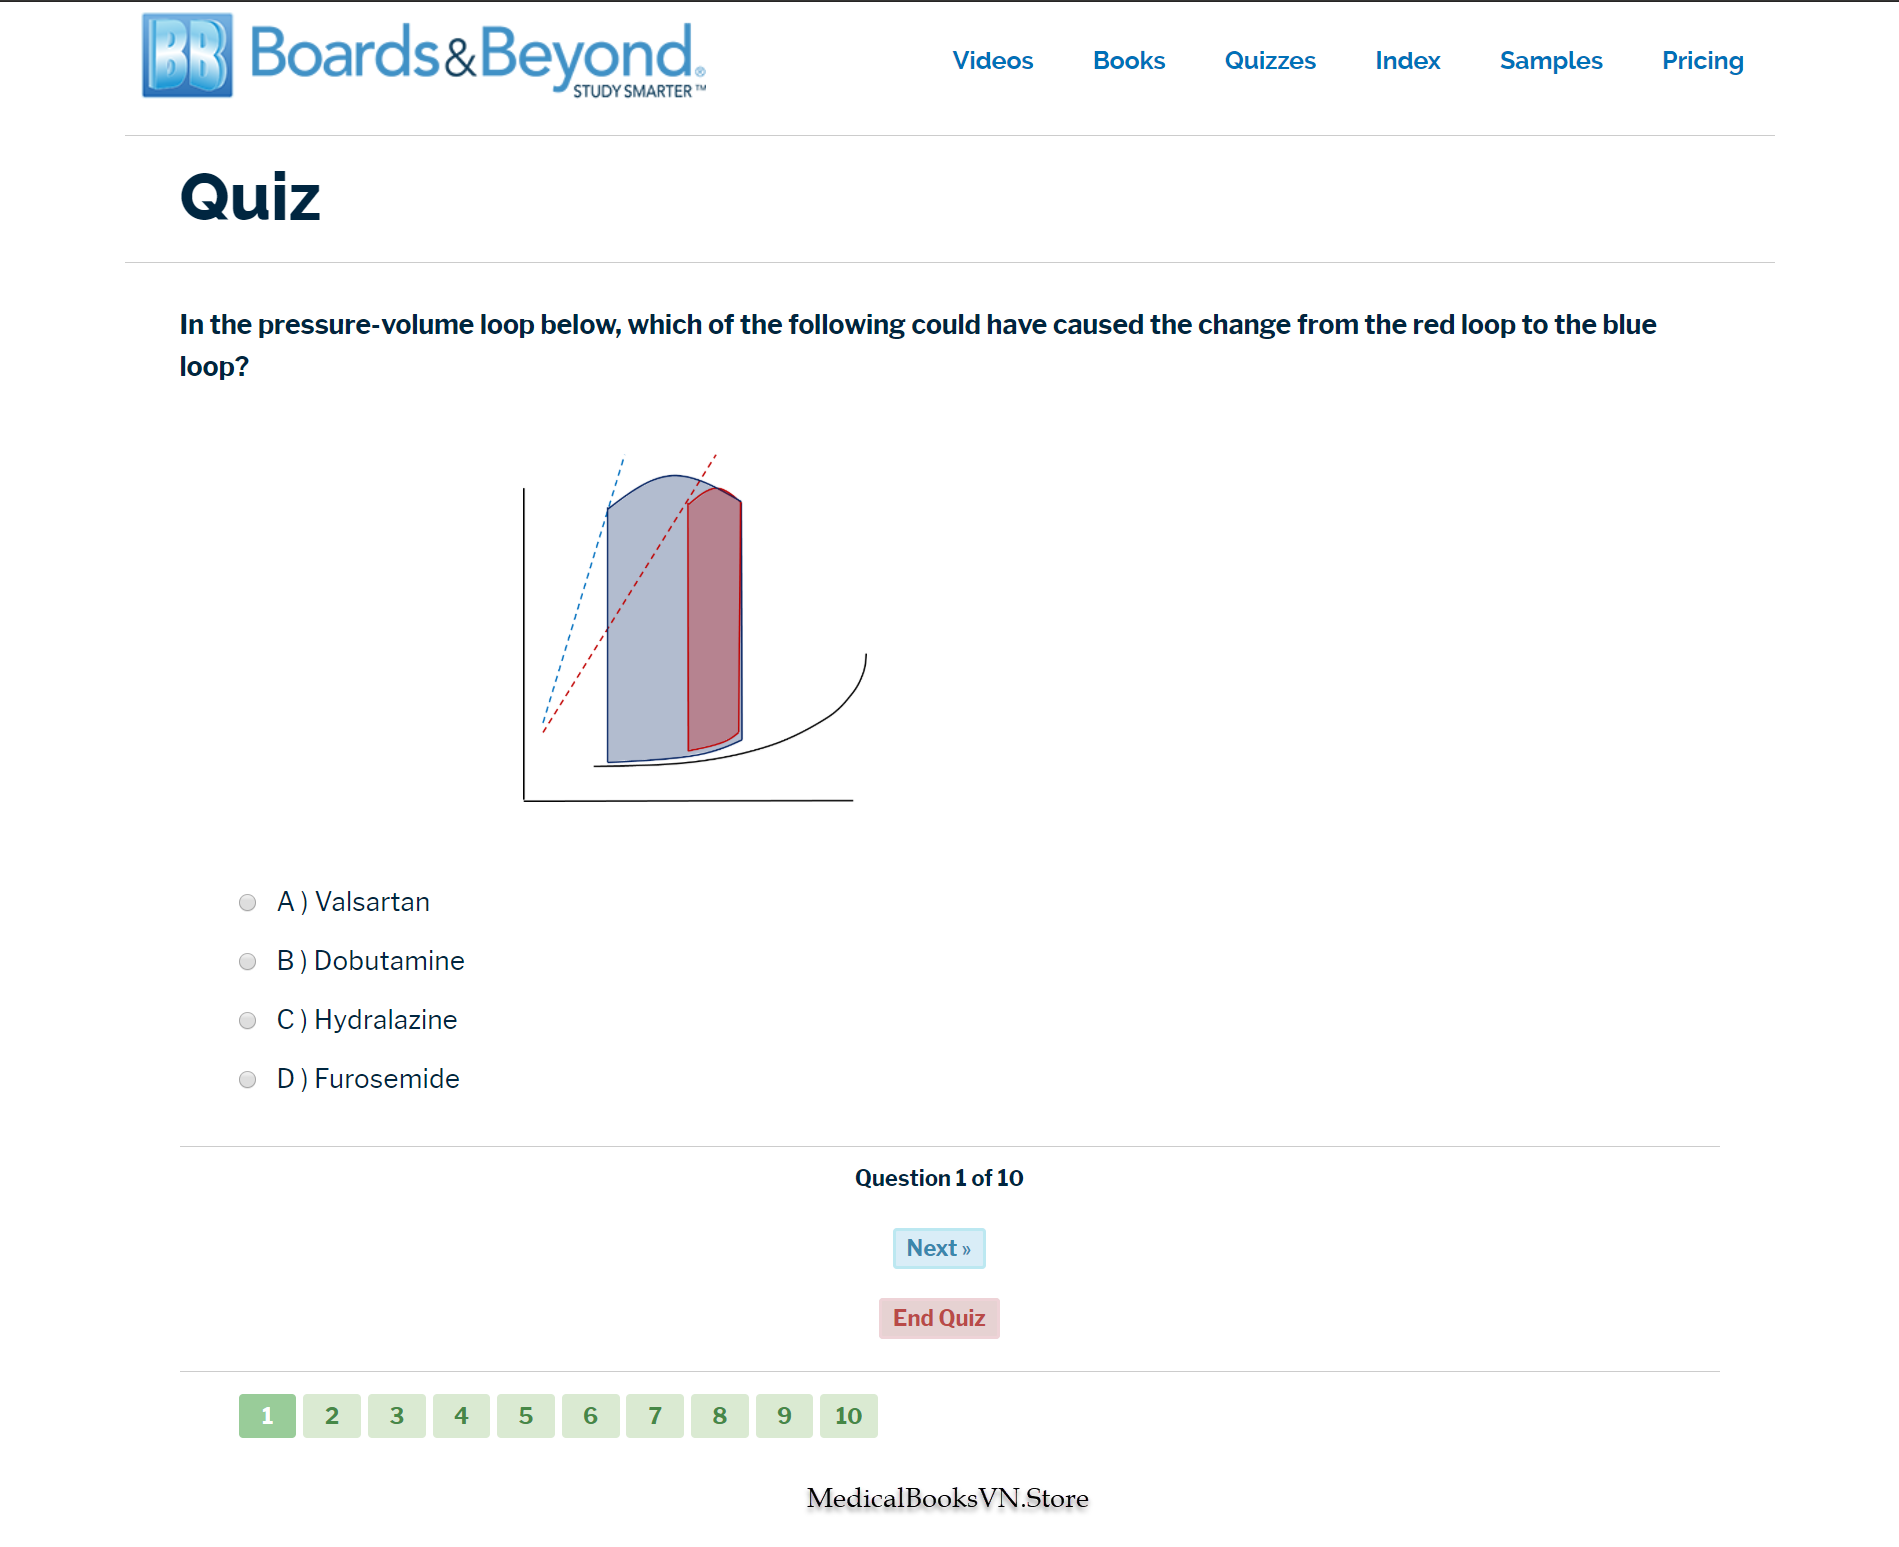 BB Boards&Beyond®
STUDY SMARTER™
Videos Books Quizzes Index Samples Pricing
Quiz
In the pressure-volume loop below, which of the following could have caused the change from the red loop to the blue
loop?
A ) Valsartan
B ) Dobutamine
C ) Hydralazine
D ) Furosemide
Question 1 of 10
Next »
End Quiz
1 2 3 4 5 6 7 8 9 10
MedicalBooksVN.Store